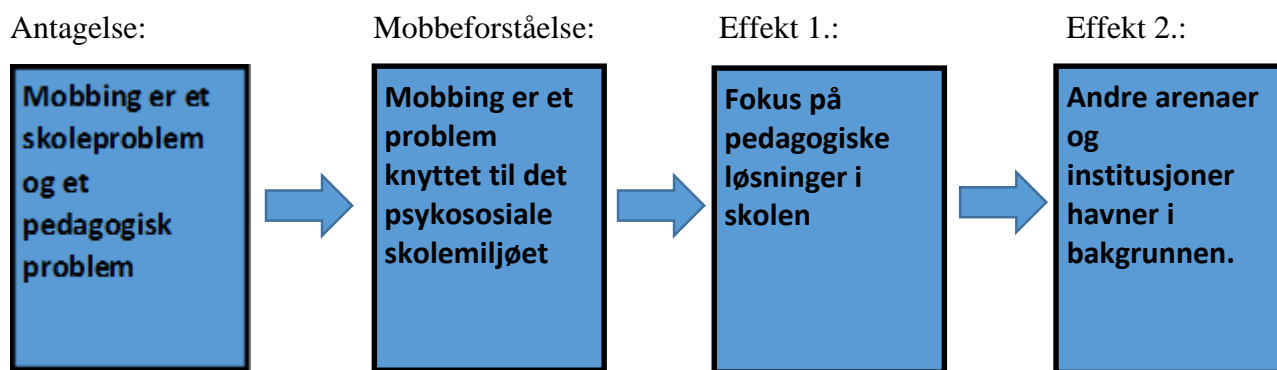 Antagelse:
Mobbeforståelse:
Effekt 1.:
Effekt 2.:
Mobbing er et
skoleproblem
og et
pedagogisk
problem
Mobbing er et
problem
knyttet til det
psykososiale
skolemiljøet
Fokus på
pedagogiske
løsninger i
skolen
Andre arenaer
og
institusjoner
havner i
bakgrunnen.